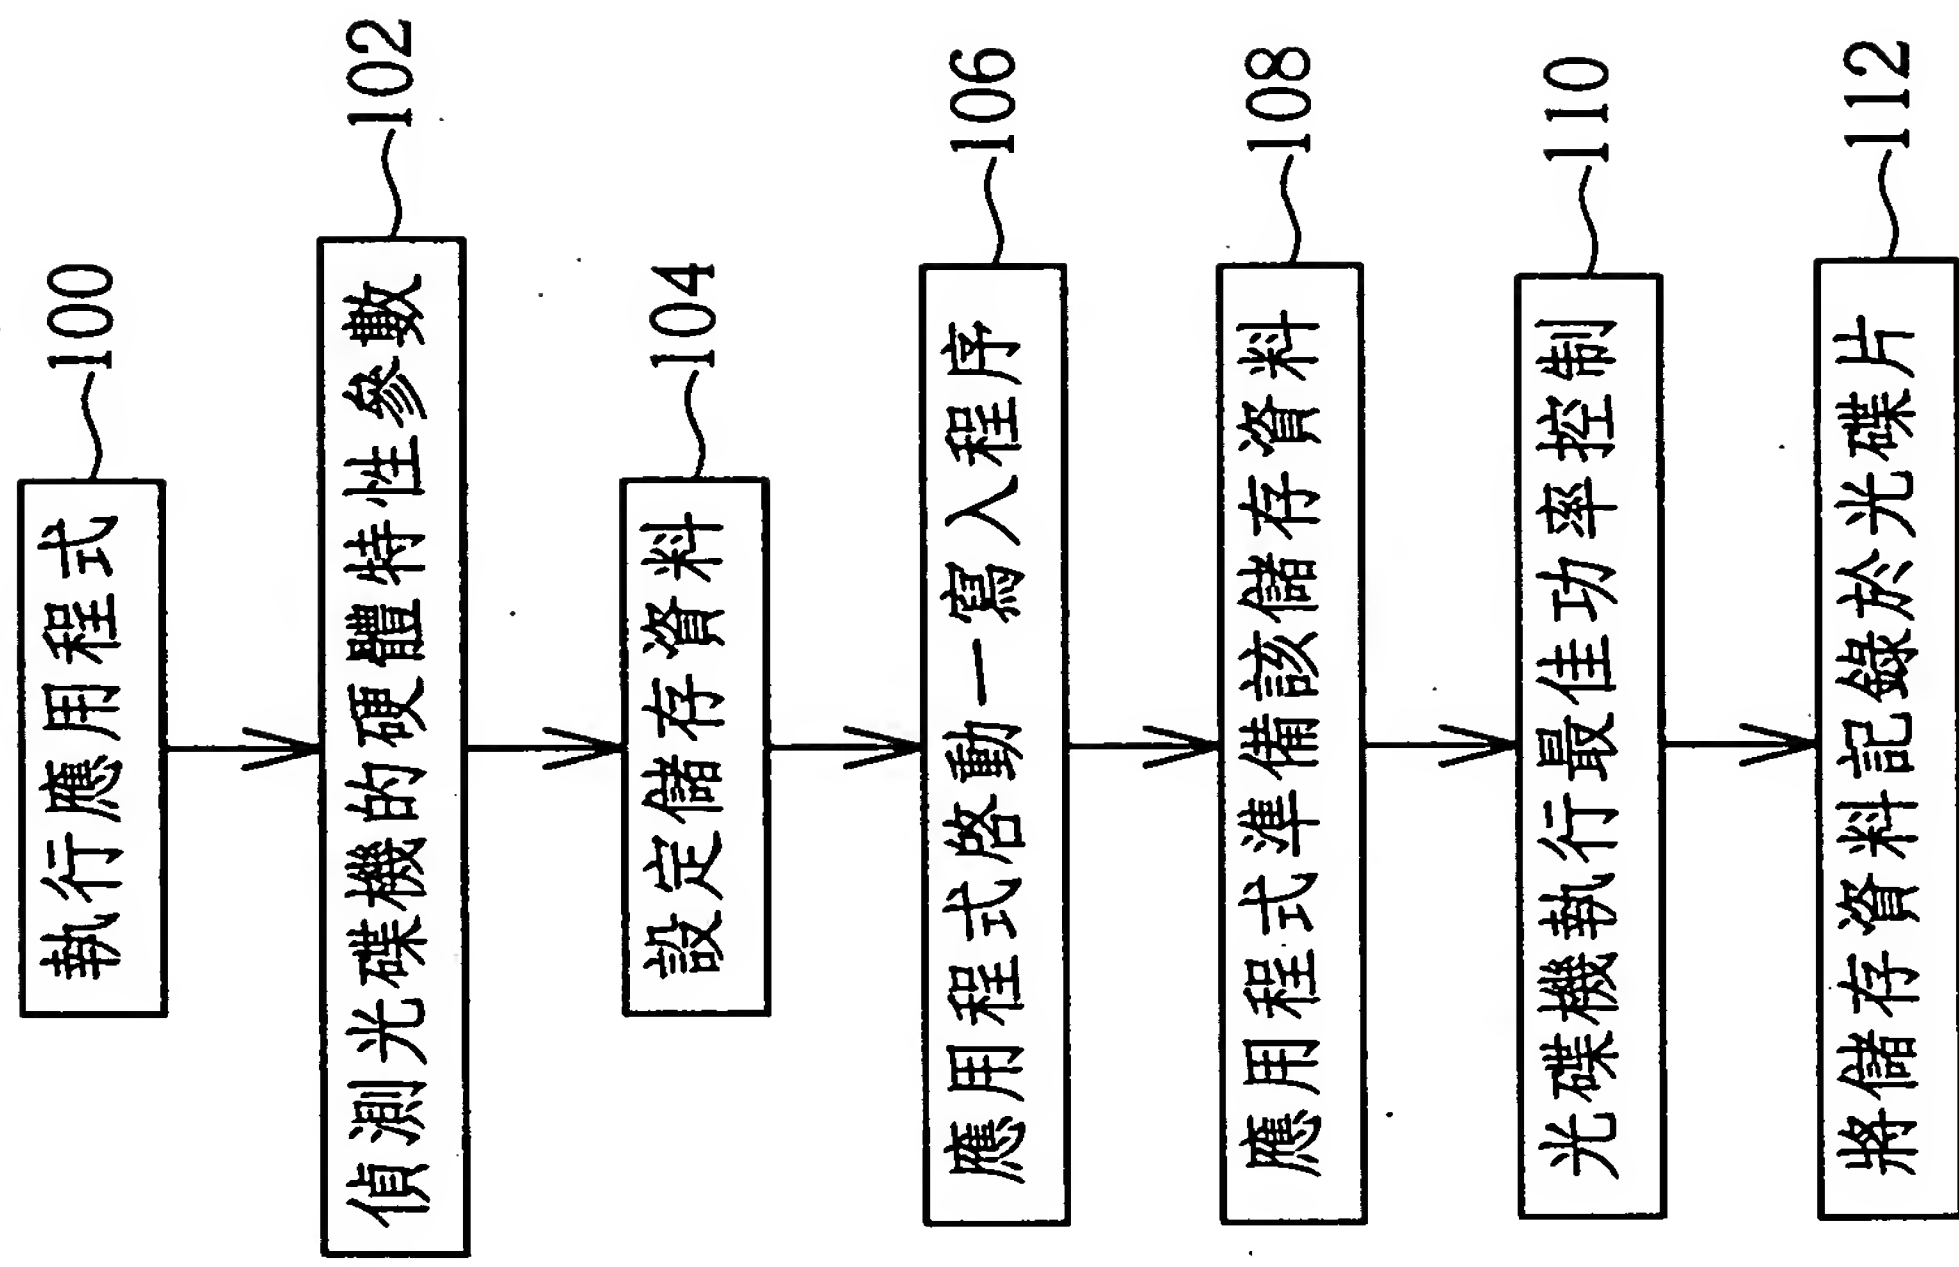 執行應用程式
100
偵測光碟機的硬體特性參數
102
設定儲存資料
104
應用程式啓動一寫入程序
106
應用程式準備該儲存資料
108
光碟機執行最佳功率控制
110
將儲存資料記錄於光碟片
112